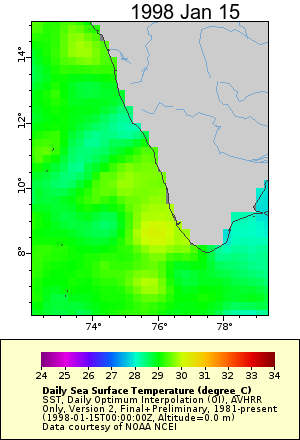 1998 Jan 15
14°
12°
10°
8°
74°
76°
78°
24 25 26 27 28 29 30 31 32 33 34
Daily Sea Surface Temperature (degree_C)
SST, Daily Optimum Interpolation (OI), AVHRR
Only, Version 2, Final+Preliminary, 1981-present
(1998-01-15T00:00:00Z, Altitude=0.0 m)
Data courtesy of NOAA NCEI